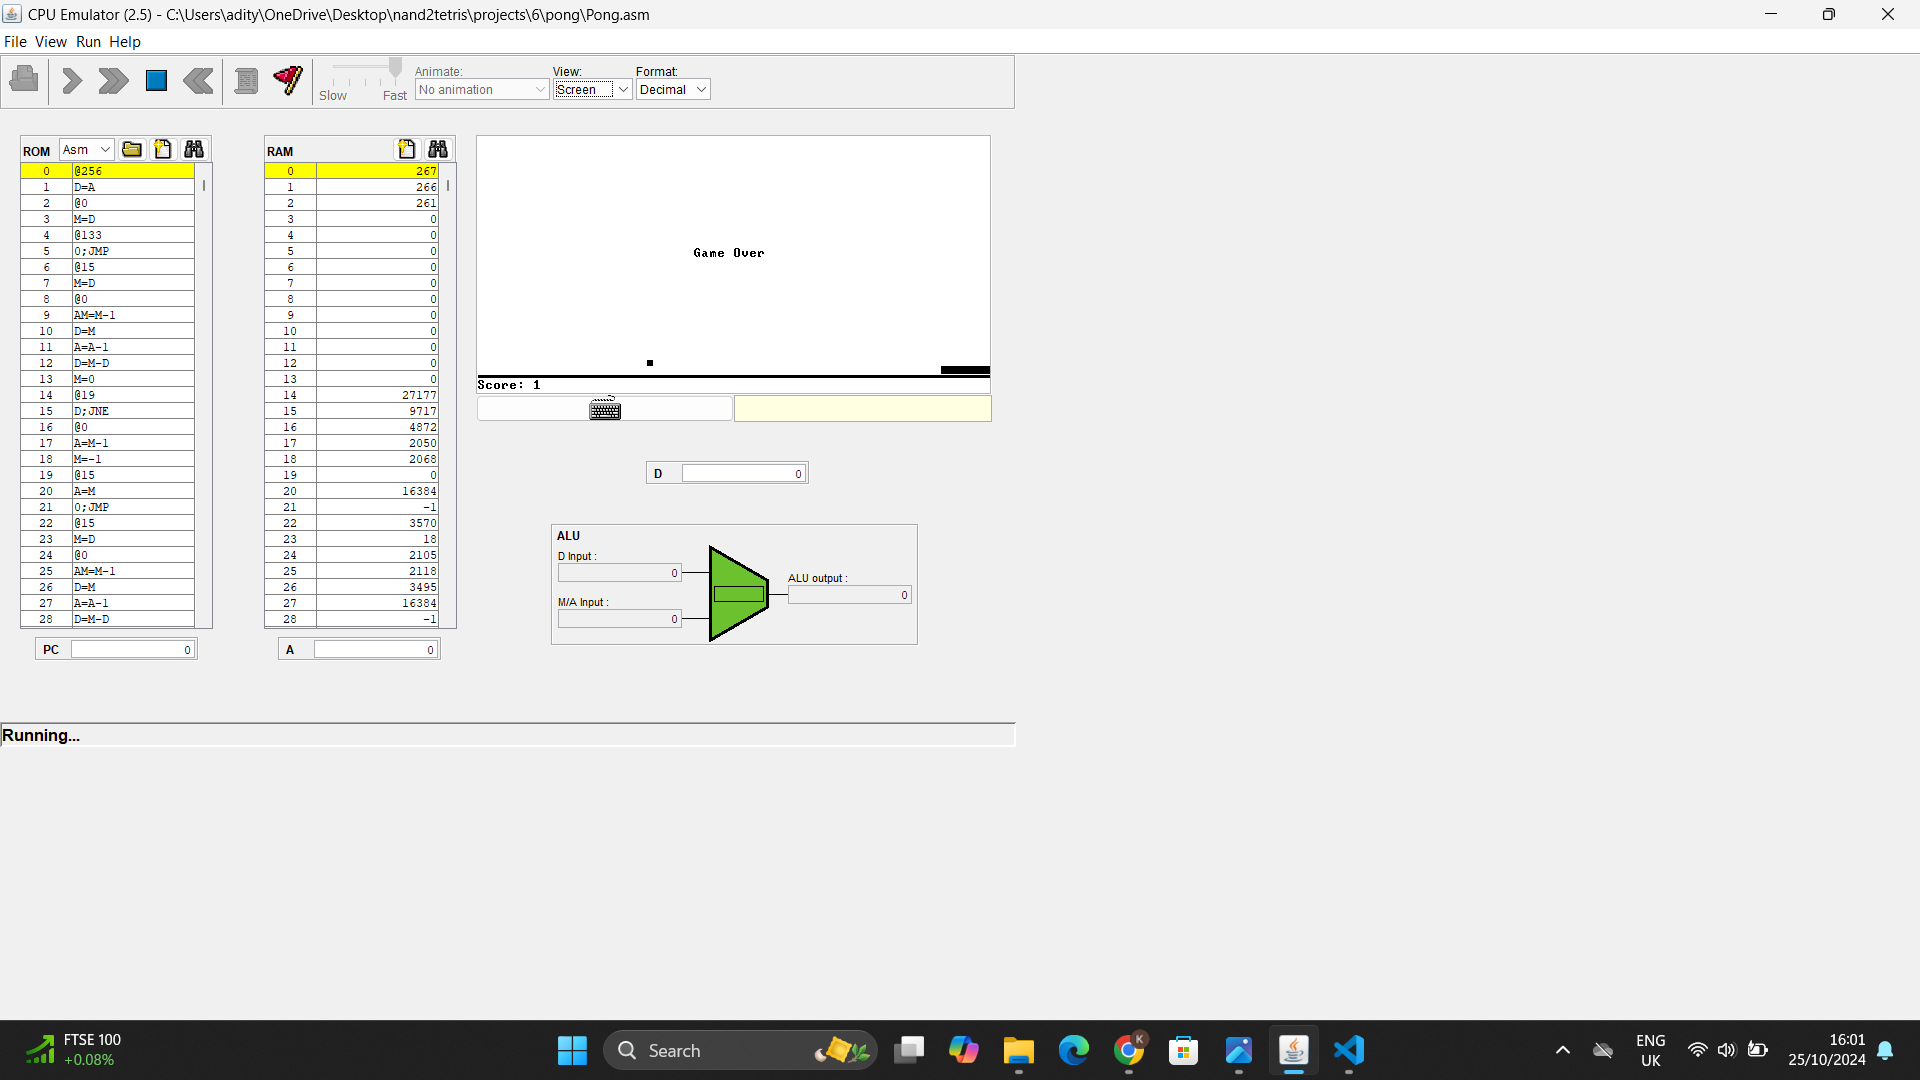 CPU Emulator (2.5) - C:\Users\adity\OneDrive\Desktop\nand2tetris\projects\6\pong\Pong.asm
File View Run Help
Slow Fast
Animate:
No animation
View:
Screen
Format:
Decimal
ROM Asm
0 @256
1 D=A
2 @0
3 M=D
4 @133
5 0;JMP
6 @15
7 M=D
8 @0
9 AM=M-1
10 D=M
11 A=A-1
12 D=M-D
13 M=0
14 @19
15 D;JNE
16 @0
17 A=M-1
18 M=-1
19 @15
20 A=M
21 0;JMP
22 @15
23 M=D
24 @0
25 AM=M-1
26 D=M
27 A=A-1
28 D=M-D
PC 0
RAM
0 267
1 266
2 261
3 0
4 0
5 0
6 0
7 0
8 0
9 0
10 0
11 0
12 0
13 0
14 27177
15 9717
16 4872
17 2050
18 2068
19 0
20 16384
21 -1
22 3570
23 18
24 2105
25 2118
26 3495
27 16384
28 -1
A 0
Game Over
Score: 1
D 0
ALU
D Input :
0
M/A Input :
0
ALU output :
0
Running...
FTSE 100
+0.08%
Search
K
ENG
UK
16:01
25/10/2024